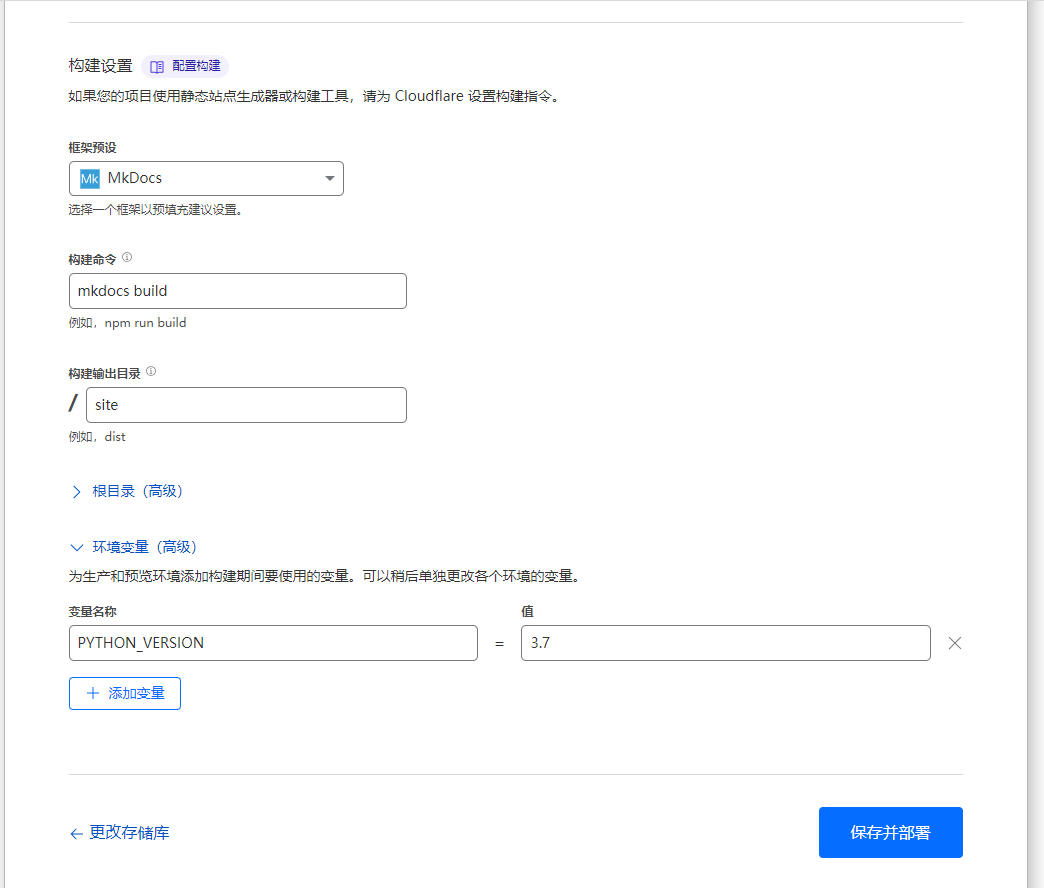 构建设置 配置构建
如果您的项目使用静态站点生成器或构建工具，请为 Cloudflare 设置构建指令。
框架预设
Mk MkDocs
选择一个框架以预填充建议设置。
构建命令
mkdocs build
例如，npm run build
构建输出目录
/ site
例如，dist
根目录（高级）
环境变量（高级）
为生产和预览环境添加构建期间要使用的变量。可以稍后单独更改各个环境的变量。
变量名称 值
PYTHON_VERSION = 3.7
+ 添加变量
← 更改存储库 保存并部署